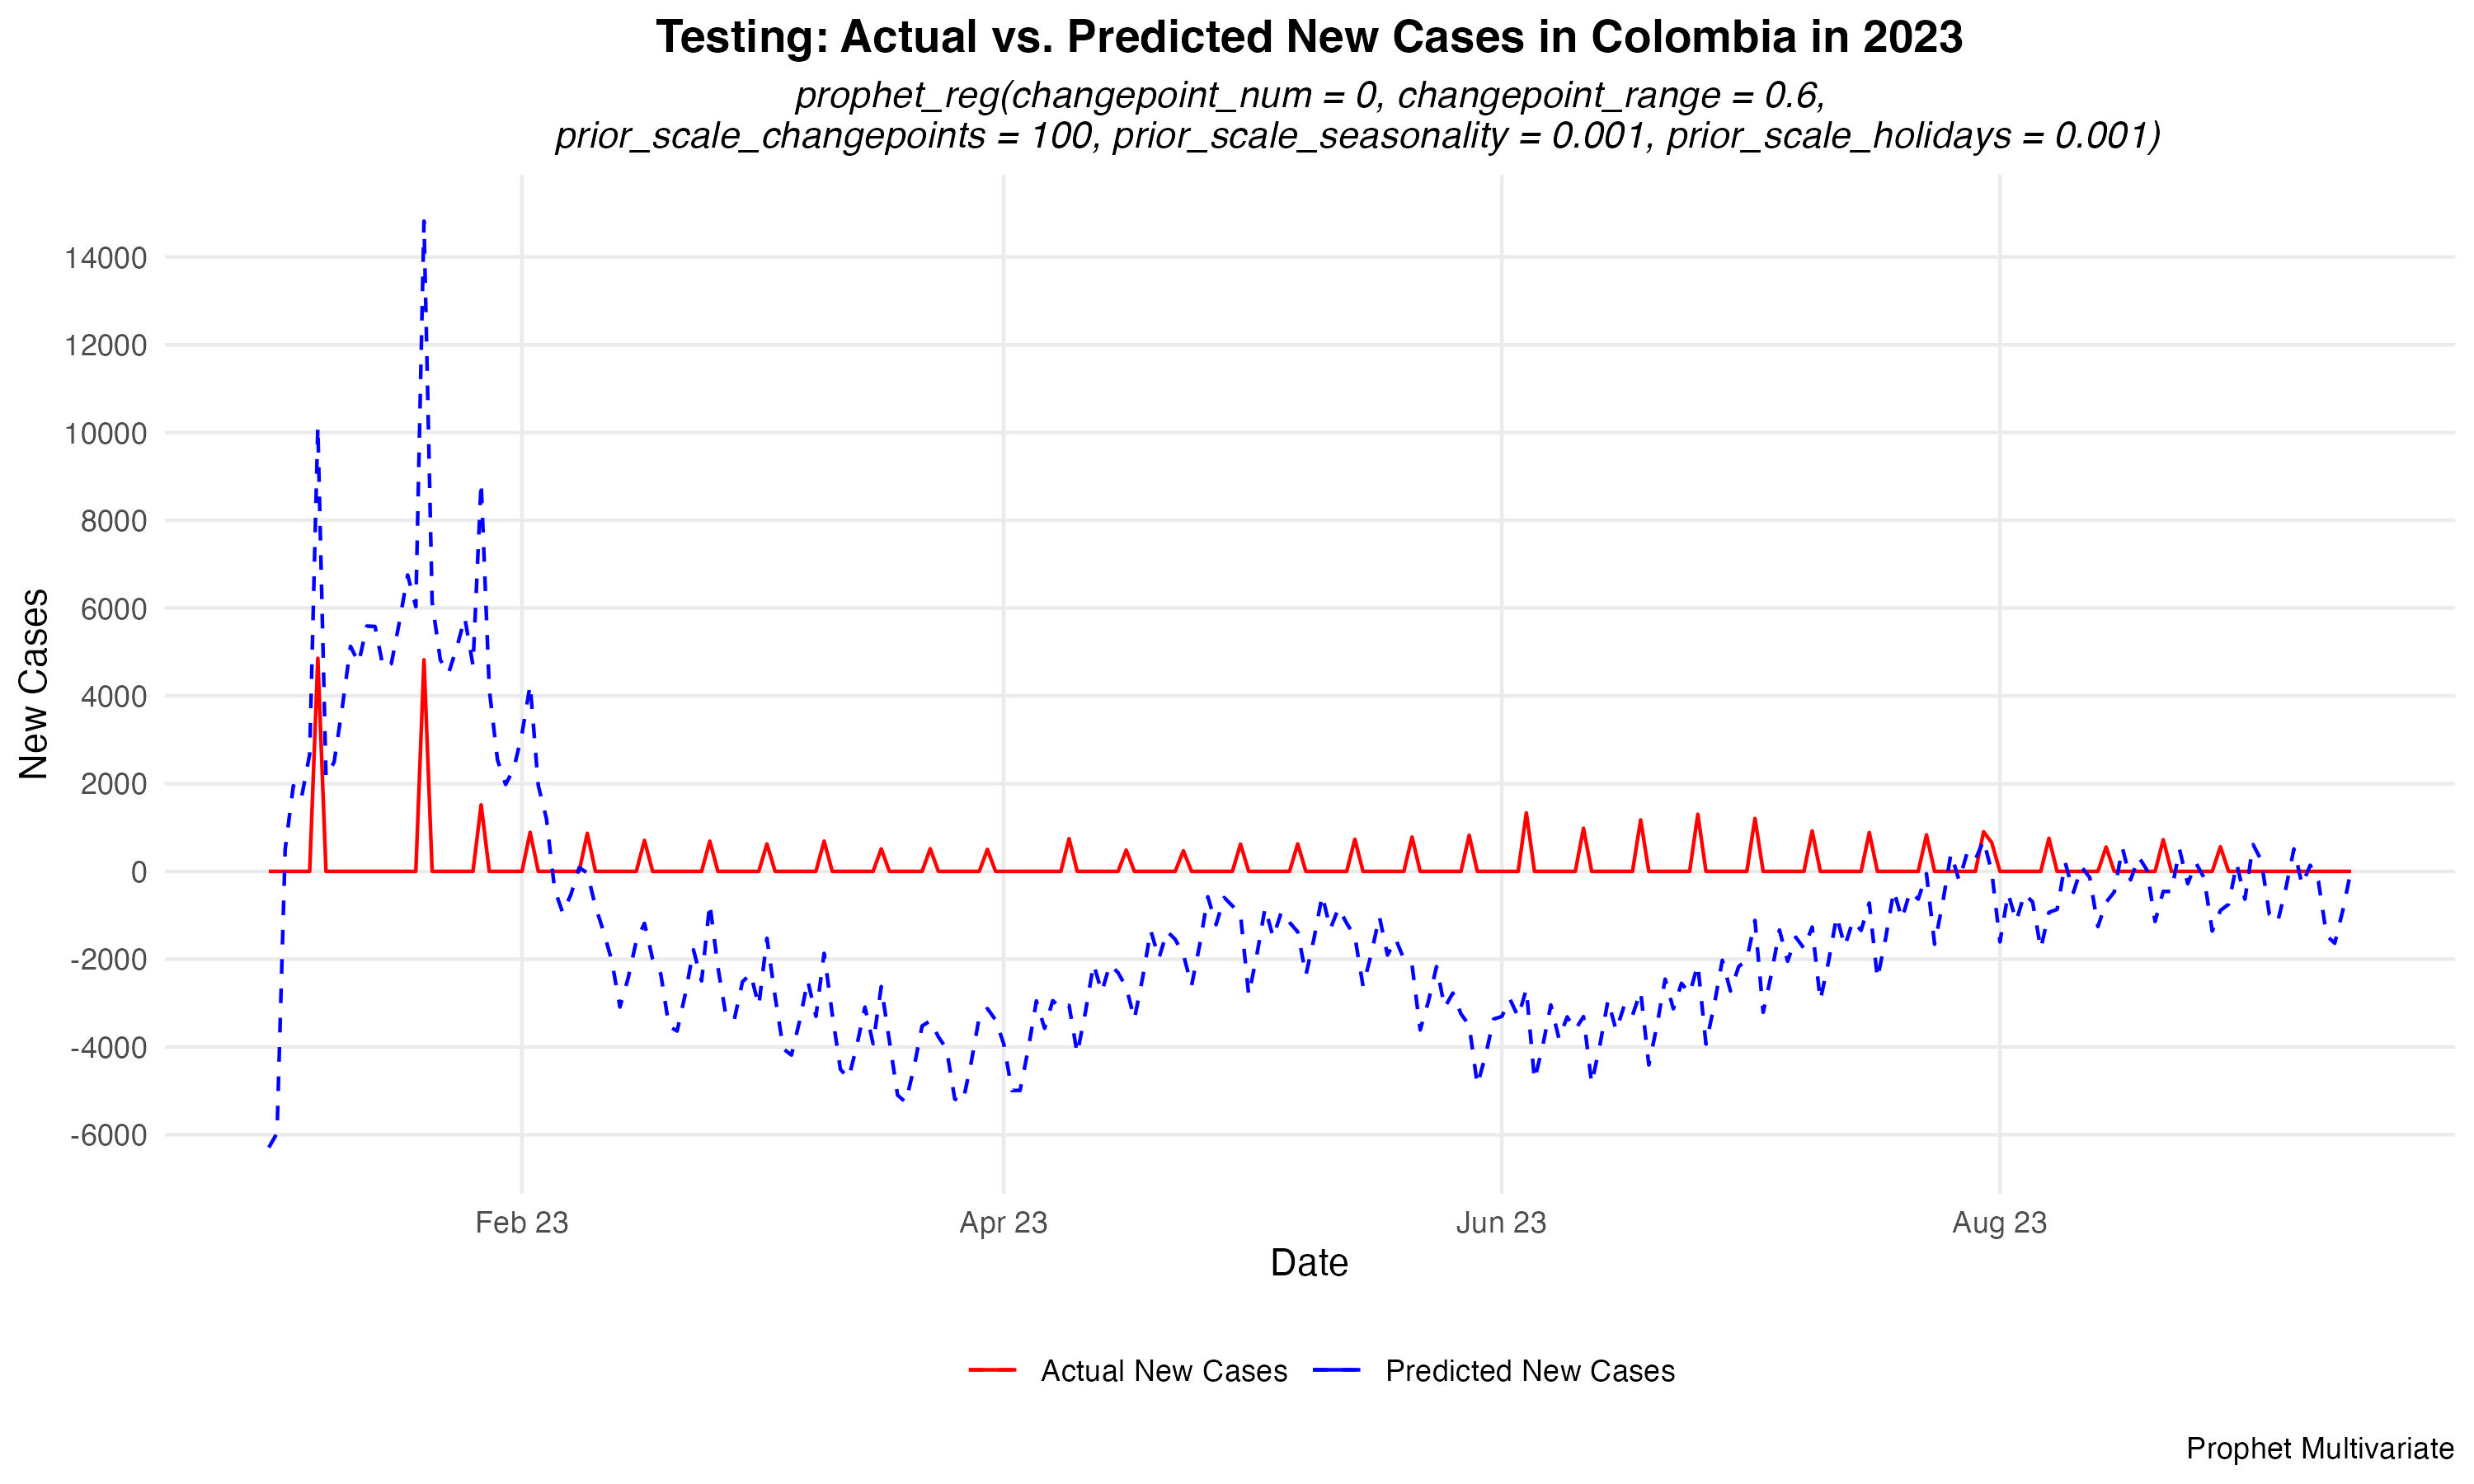 Testing: Actual vs. Predicted New Cases in Colombia in 2023
prophet_reg(changepoint_num = 0, changepoint_range = 0.6,
prior_scale_changepoints = 100, prior_scale_seasonality = 0.001, prior_scale_holidays = 0.001)
New Cases
14000
12000
10000
8000
6000
4000
2000
0
-2000
-4000
-6000
Feb 23 Apr 23 Jun 23 Aug 23
Date
Actual New Cases Predicted New Cases
Prophet Multivariate